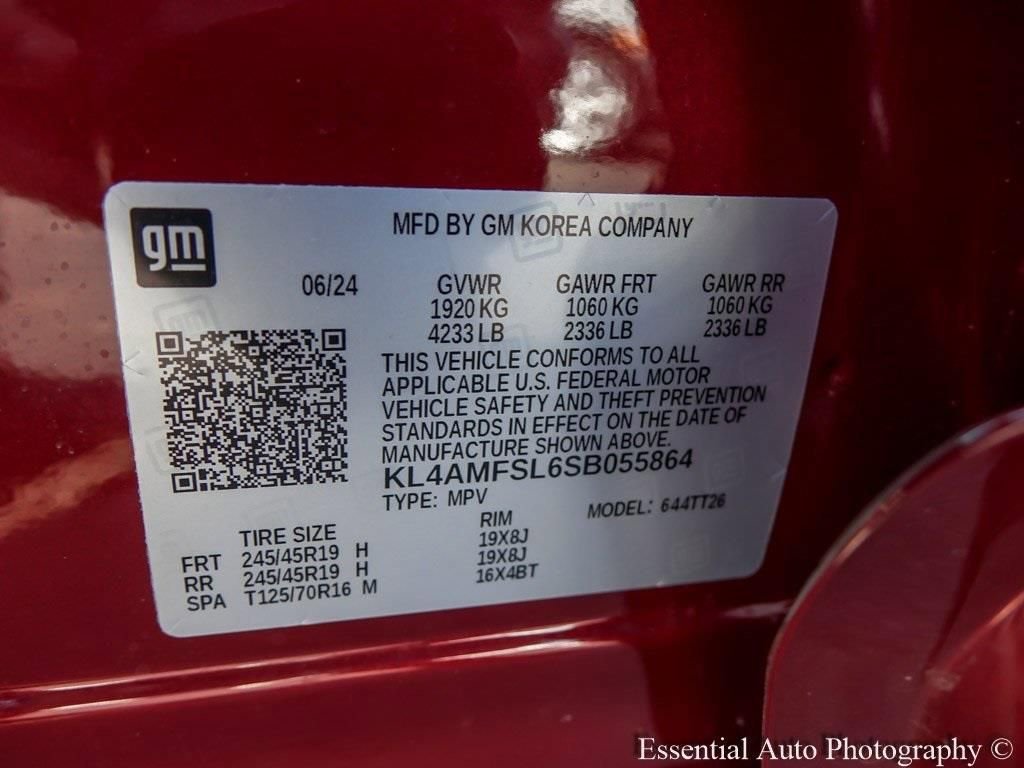 gm
MFD BY GM KOREA COMPANY
06/24 GVWR GAWR FRT GAWR RR
1920 KG 1060 KG 1060 KG
4233 LB 2336 LB 2336 LB
THIS VEHICLE CONFORMS TO ALL
APPLICABLE U.S. FEDERAL MOTOR
VEHICLE SAFETY AND THEFT PREVENTION
STANDARDS IN EFFECT ON THE DATE OF
MANUFACTURE SHOWN ABOVE.
KL4AMFSL6SB055864
TYPE: MPV MODEL: 644TT26
TIRE SIZE RIM
FRT 245/45R19 H 19X8J
RR 245/45R19 H 19X8J
SPA T125/70R16 M 16X4BT
Essential Auto Photography ©